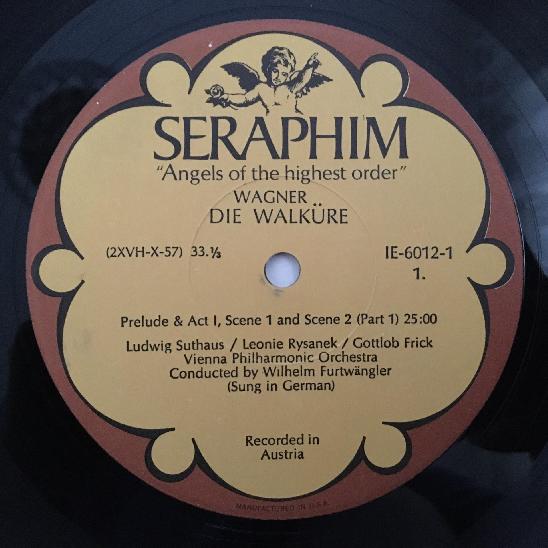 SERAPHIM
"Angels of the highest order"
WAGNER
DIE WALKÜRE
(2XVH-X-57) 33.⅓
IE-6012-1
1.
Prelude & Act I, Scene 1 and Scene 2 (Part 1) 25:00
Ludwig Suthaus / Leonie Rysanek / Gottlob Frick
Vienna Philharmonic Orchestra
Conducted by Wilhelm Furtwängler
(Sung in German)
Recorded in
Austria
MANUFACTURED IN U.S.A.